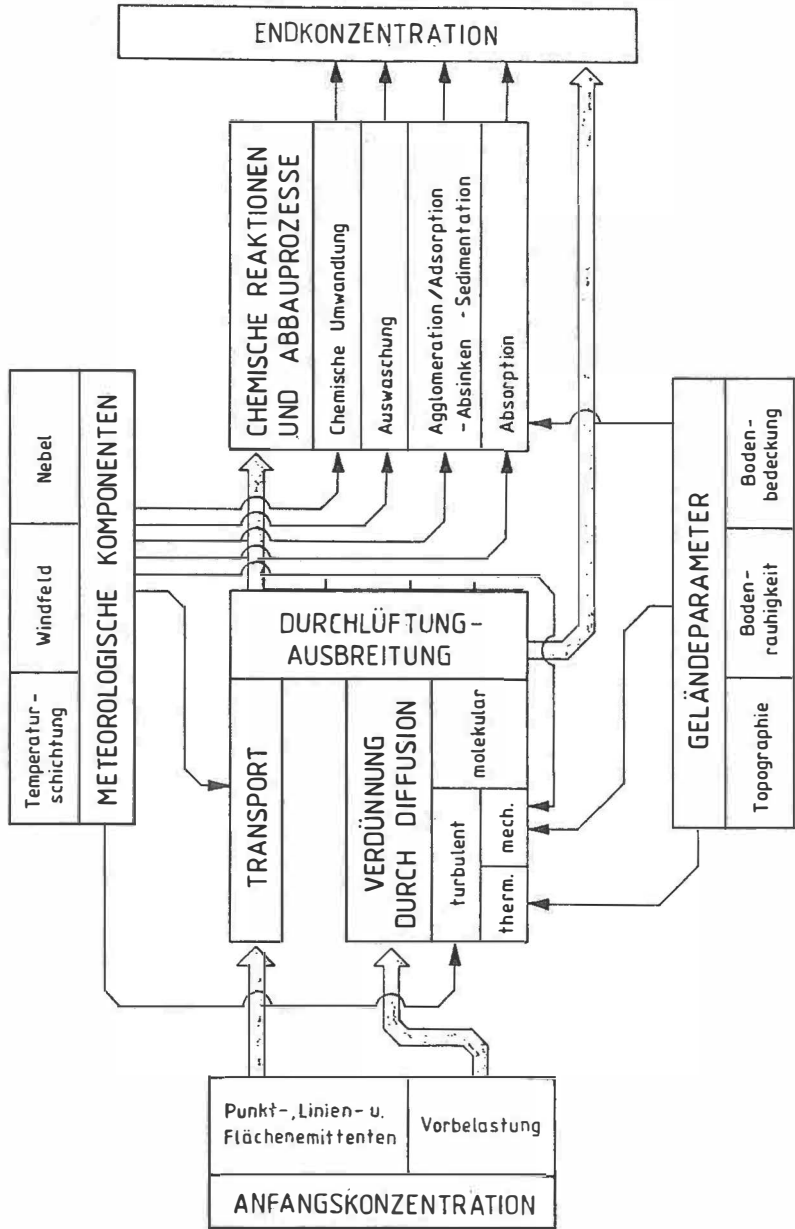 Temperatur-
schichtung
Windfeld
Nebel
METEOROLOGISCHE KOMPONENTEN
Punkt-, Linien- u.
Flächenemittenten
Vorbelastung
ANFANGSKONZENTRATION
TRANSPORT
VERDÜNNUNG
DURCH DIFFUSION
turbulent
molekular
therm.
mech.
DURCHLÜFTUNG-
AUSBREITUNG
CHEMISCHE REAKTIONEN
UND ABBAUPROZESSE
Chemische Umwandlung
Auswaschung
Agglomeration/Adsorption
- Absinken - Sedimentation
Absorption
ENDKONZENTRATION
GELÄNDEPARAMETER
Topographie
Boden-
rauhigkeit
Boden-
bedeckung